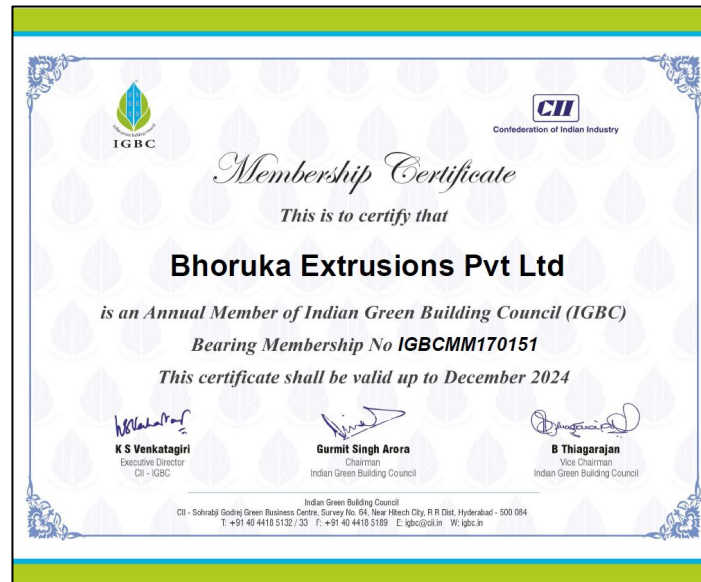 indian green building council
IGBC
CII
Confederation of Indian Industry
Membership Certificate
This is to certify that
Bhoruka Extrusions Pvt Ltd
is an Annual Member of Indian Green Building Council (IGBC)
Bearing Membership No IGBCMM170151
This certificate shall be valid up to December 2024
K S Venkatagiri
Executive Director
CII - IGBC
Gurmit Singh Arora
Chairman
Indian Green Building Council
B Thiagarajan
Vice Chairman
Indian Green Building Council
Indian Green Building Council
CII - Sohrabji Godrej Green Business Centre, Survey No. 64, Near Hitech City, R R Dist, Hyderabad - 500 084
T: +91 40 4418 5132 / 33 F: +91 40 4418 5189 E: igbc@cii.in W: igbc.in